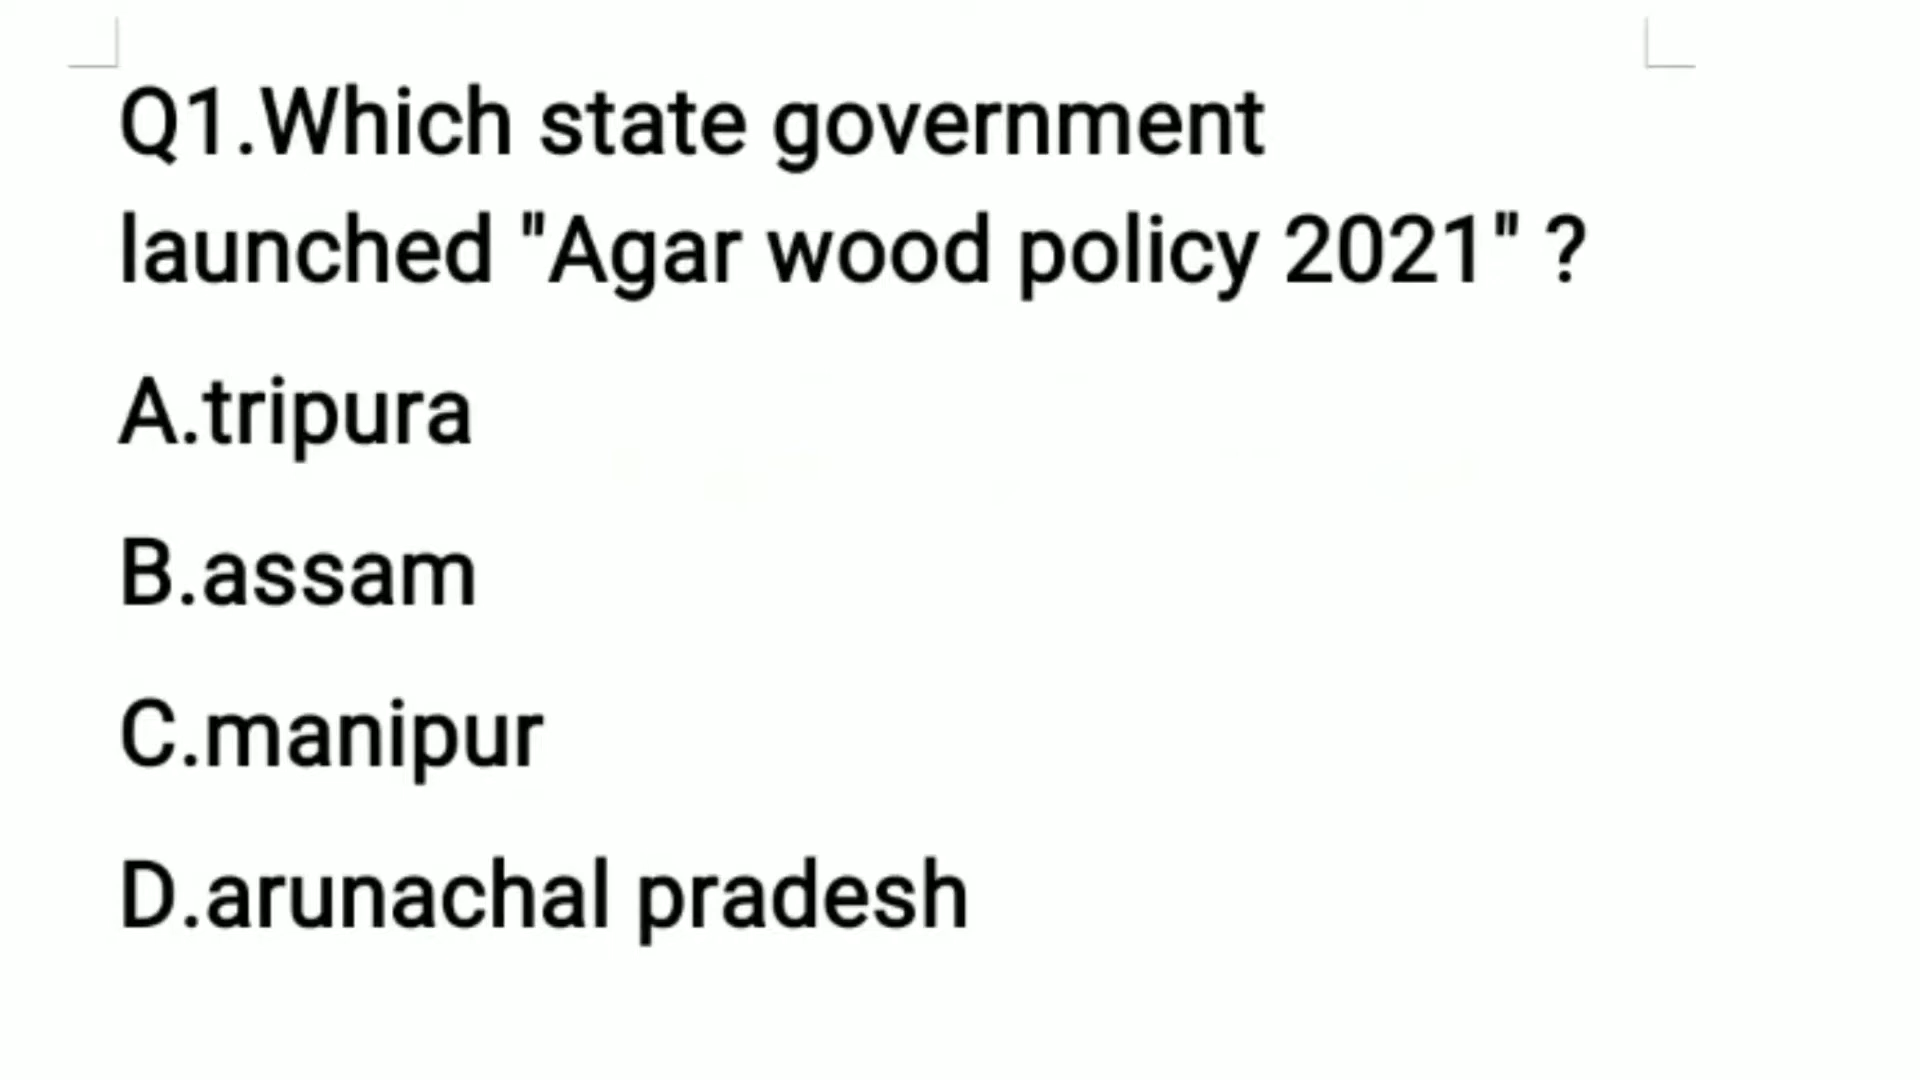 Q1.Which state government
launched "Agar wood policy 2021" ?
A.tripura
B.assam
C.manipur
D.arunachal pradesh